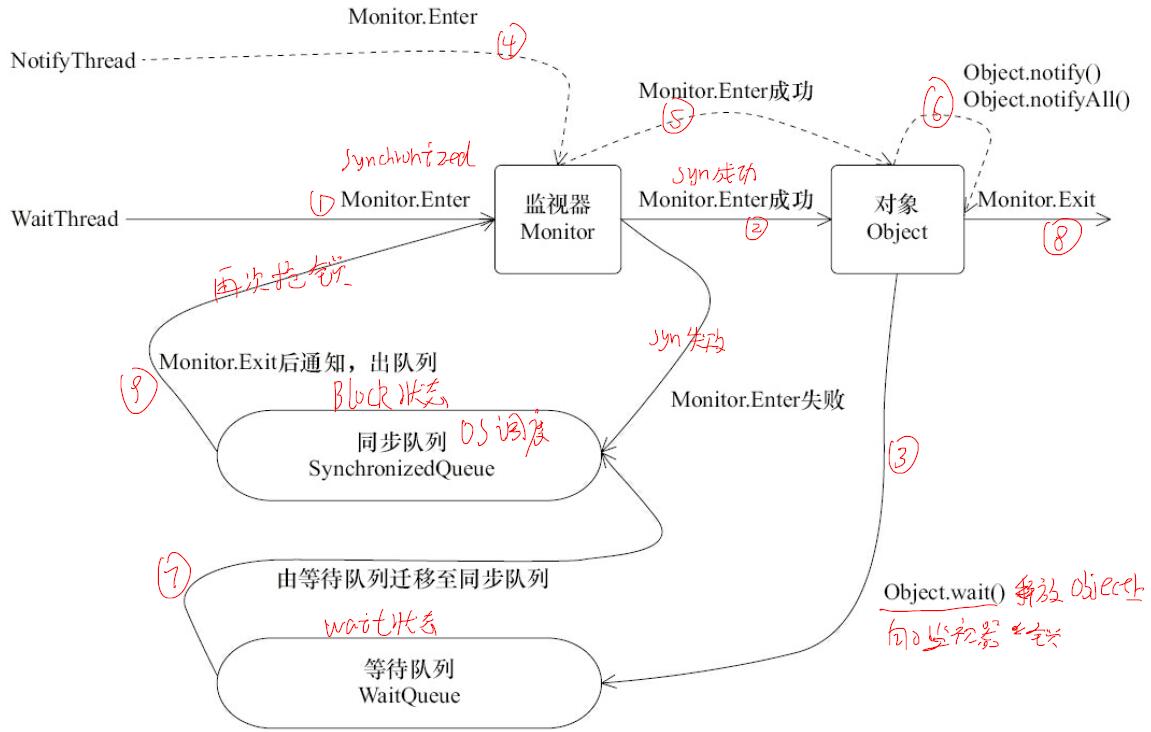 Monitor.Enter
④
NotifyThread
Object.notify()
Object.notifyAll()
⑥
Monitor.Enter成功
⑤
synchronized
syn成功
① Monitor.Enter
监视器
Monitor
Monitor.Enter成功
②
对象
Object
Monitor.Exit
⑧
WaitThread
再次抢锁
syn失败
Monitor.Exit后通知，出队列
⑨
Block状态
Monitor.Enter失败
同步队列
SynchronizedQueue
OS调度
③
⑦
由等待队列迁移至同步队列
Object.wait() 释放Object上
监视器锁
wait状态
等待队列
WaitQueue